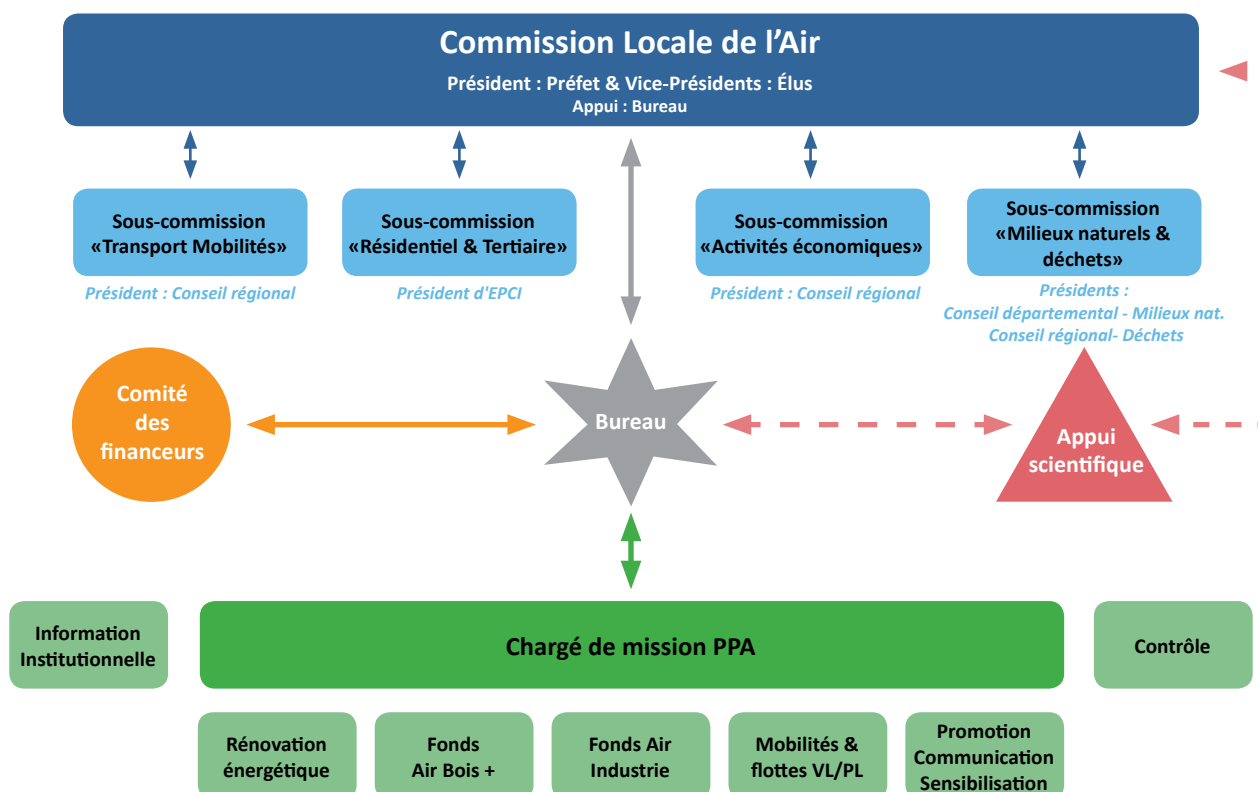 Commission Locale de l’Air
Président : Préfet & Vice-Présidents : Élus
Appui : Bureau
Sous-commission
«Transport Mobilités»
Président : Conseil régional
Sous-commission
«Résidentiel & Tertiaire»
Président d'EPCI
Sous-commission
«Activités économiques»
Président : Conseil régional
Sous-commission
«Milieux naturels &
déchets»
Présidents :
Conseil départemental - Milieux nat.
Conseil régional- Déchets
Comité
des
financeurs
Bureau
Appui
scientifique
Information
Institutionnelle
Chargé de mission PPA
Contrôle
Rénovation
énergétique
Fonds
Air Bois +
Fonds Air
Industrie
Mobilités &
flottes VL/PL
Promotion
Communication
Sensibilisation